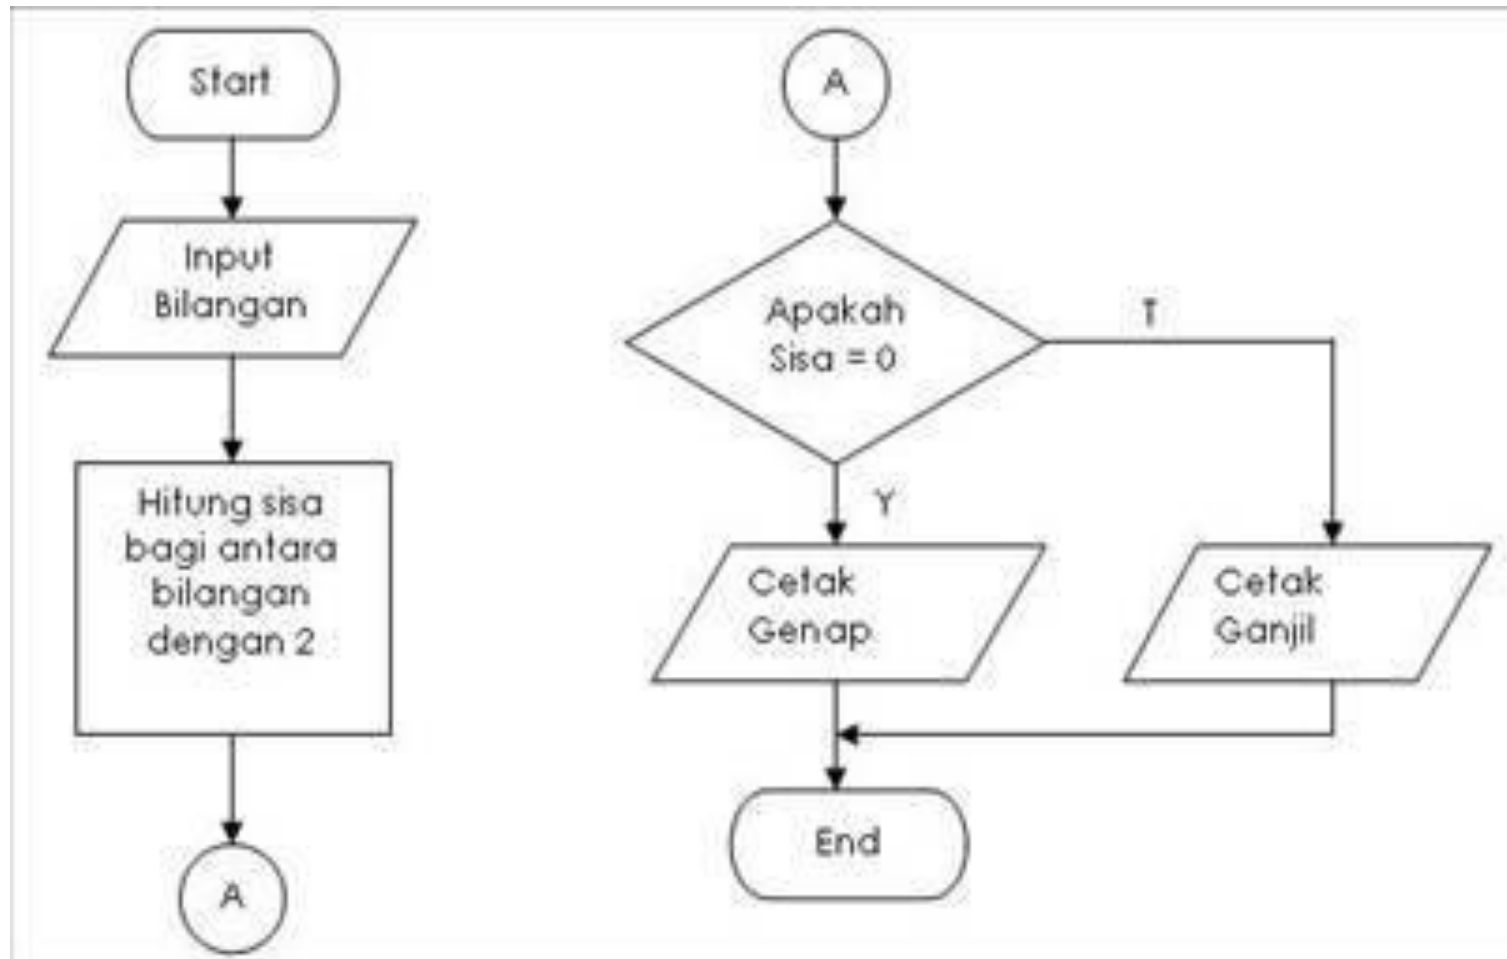 Start
Input
Bilangan
Hitung sisa
bagi antara
bilangan
dengan 2
A
A
Apakah
Sisa = 0
T
Y
Cetak
Genap
Cetak
Ganjil
End